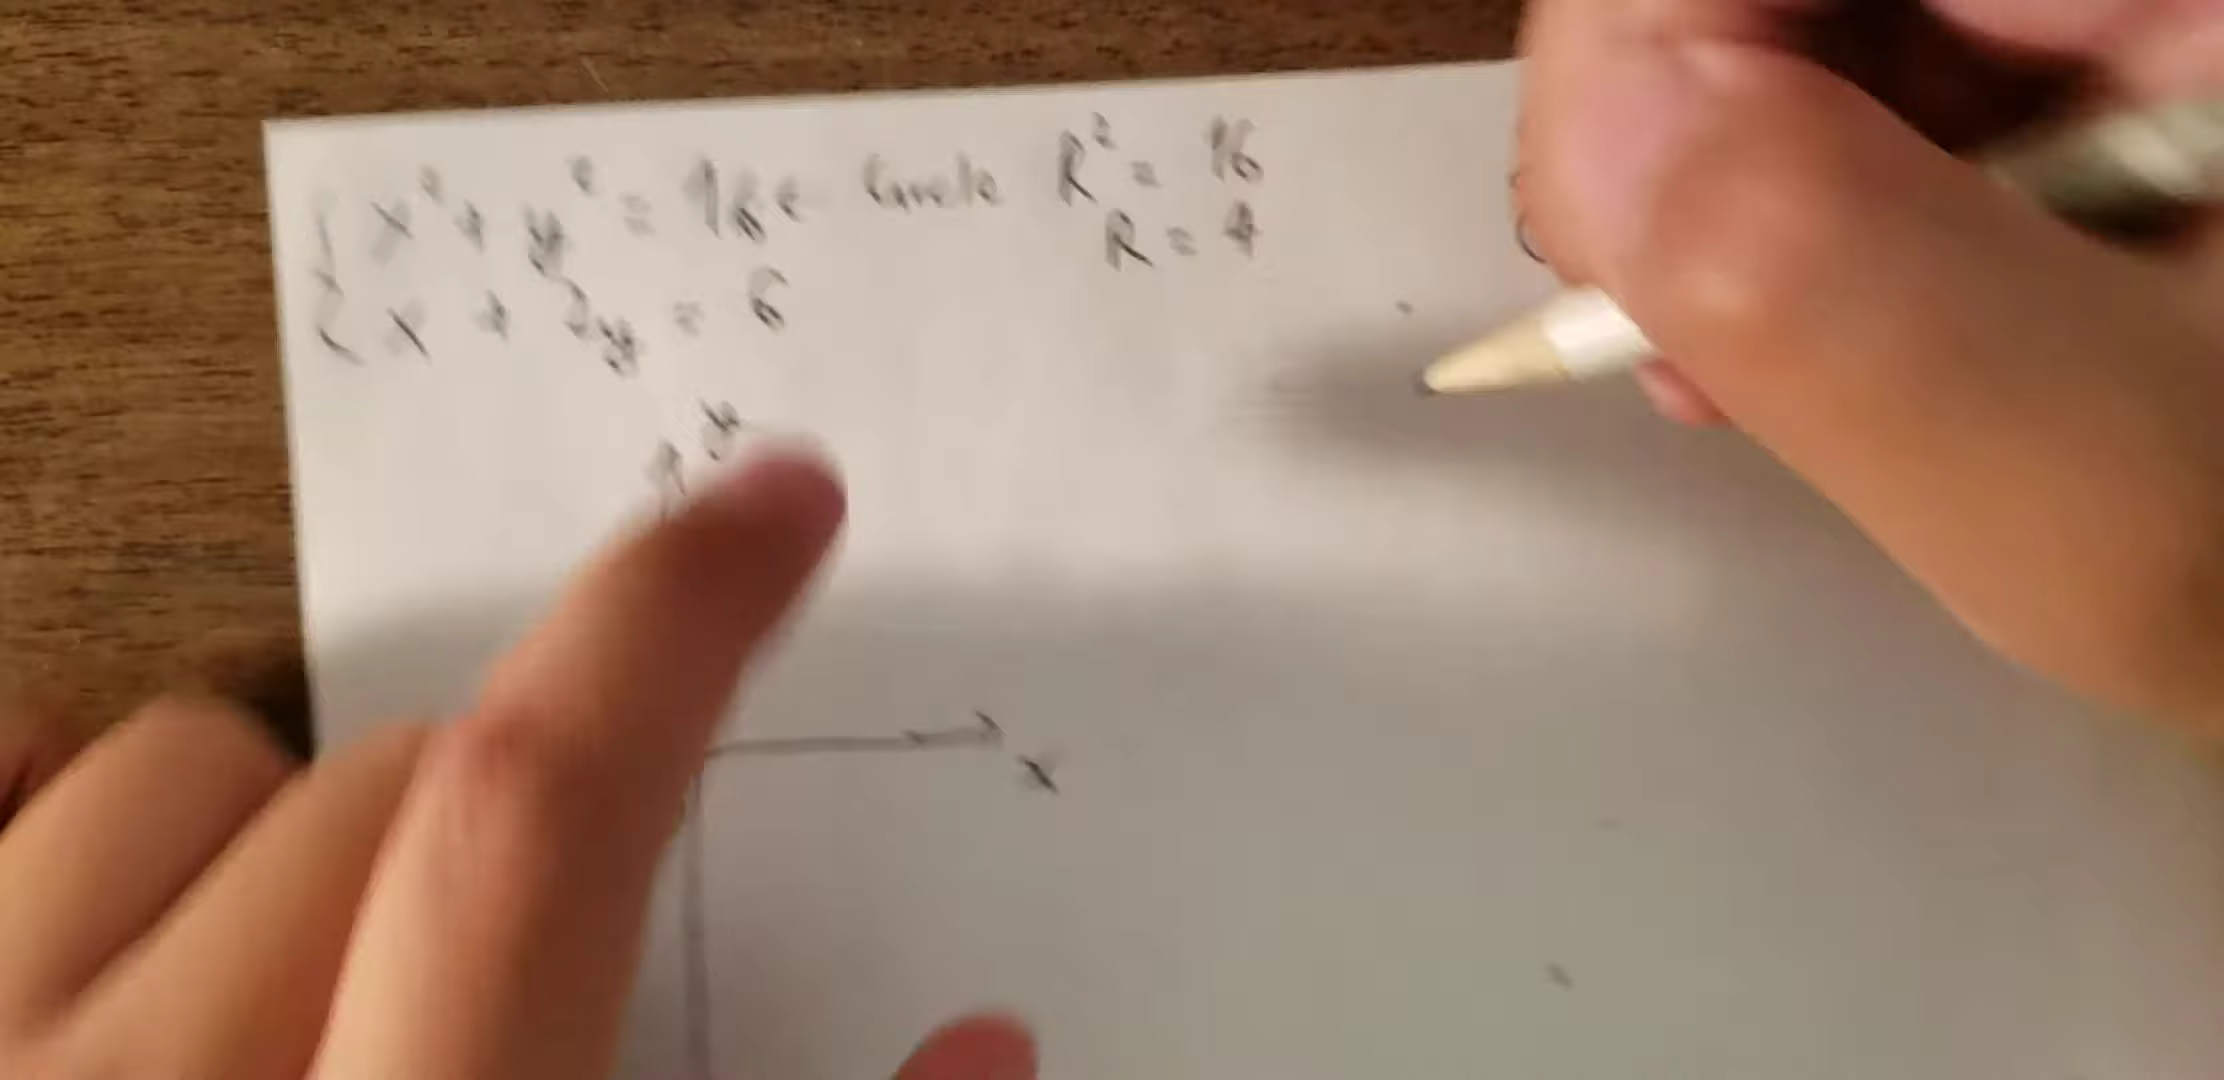 x² + y² = 16 ← Circle R² = 16
R = 4
x + 2y = 6
y
x